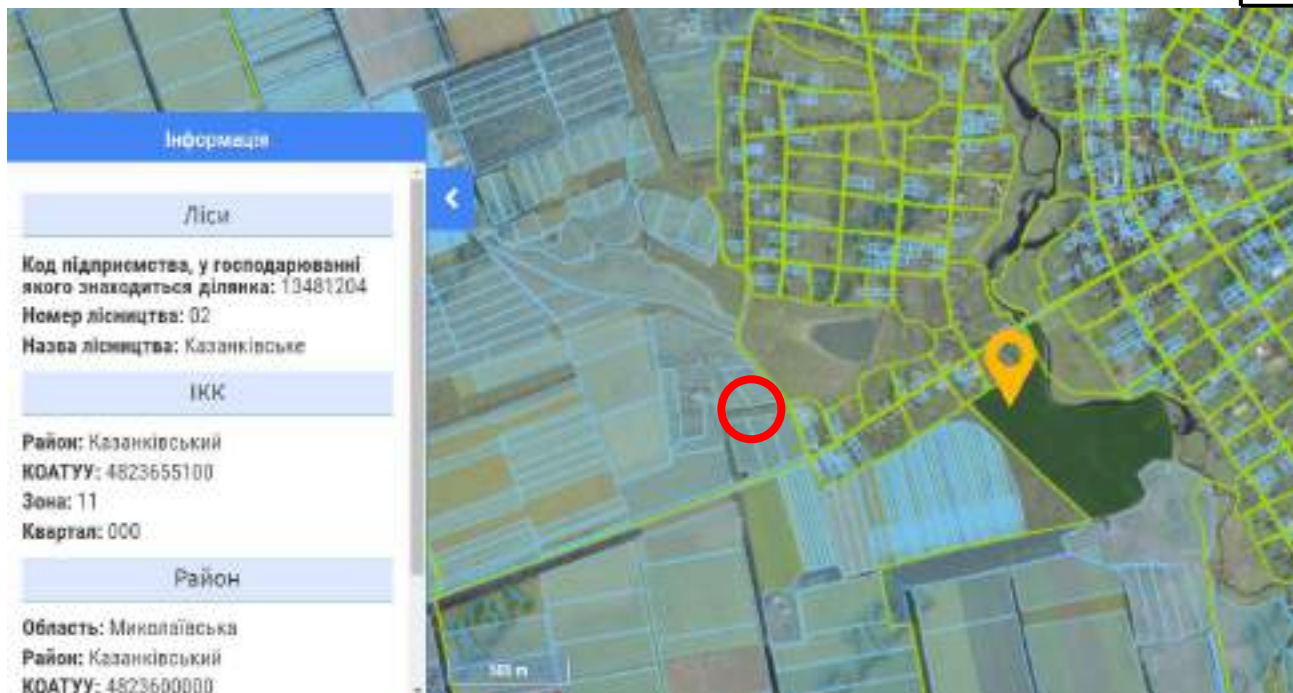 Інформація
Ліси
Код підприємства, у господарюванні
якого знаходиться ділянка: 13481204
Номер лісництва: 02
Назва лісництва: Казанківське
ІКК
Район: Казанківський
КОАТУУ: 4823655100
Зона: 11
Квартал: 000
Район
Область: Миколаївська
Район: Казанківський
КОАТУУ: 4823600000